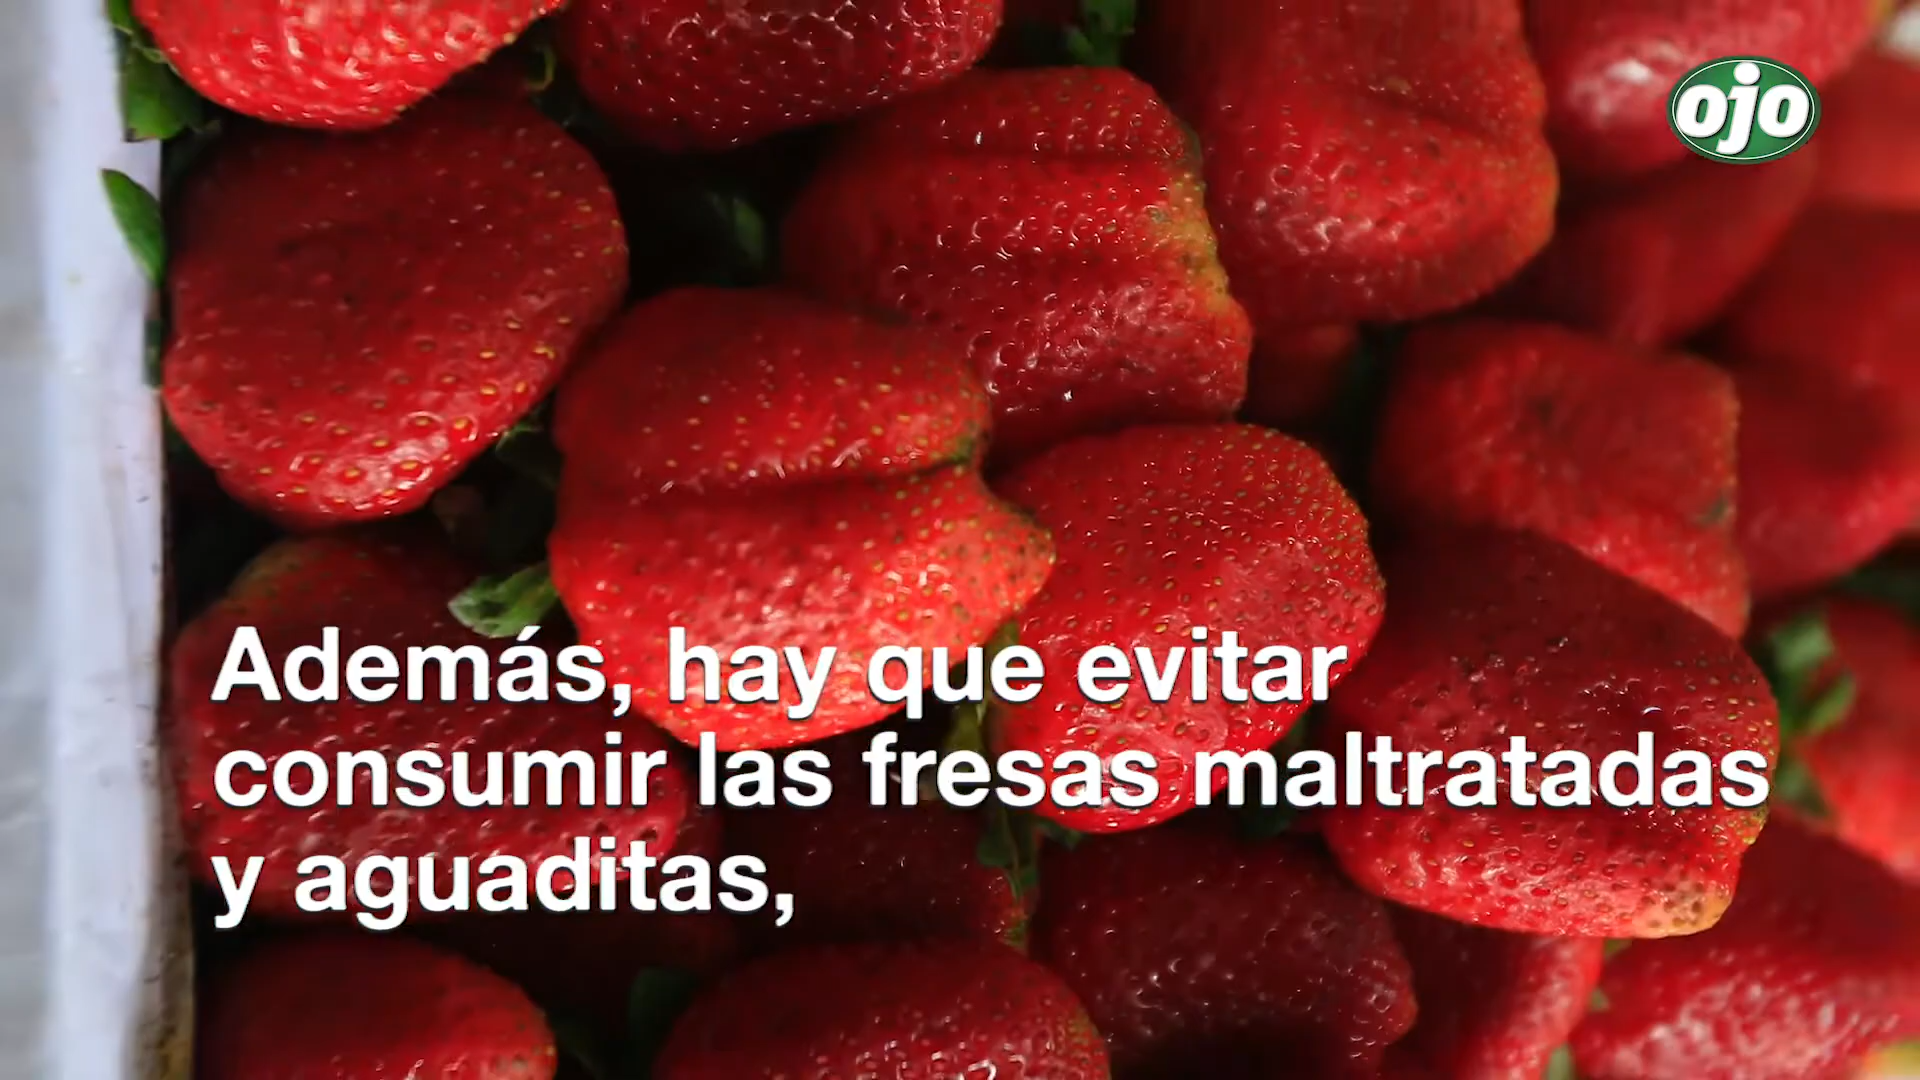 ojo
Además, hay que evitar
consumir las fresas maltratadas
y aguaditas,